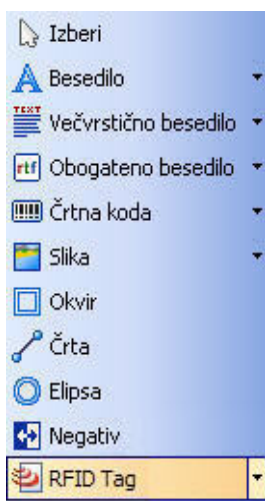 Izberi
Besedilo
TEXT Večvrstično besedilo
rtf Obogateno besedilo
Črtna koda
Slika
Okvir
Črta
Elipsa
Negativ
RFID Tag